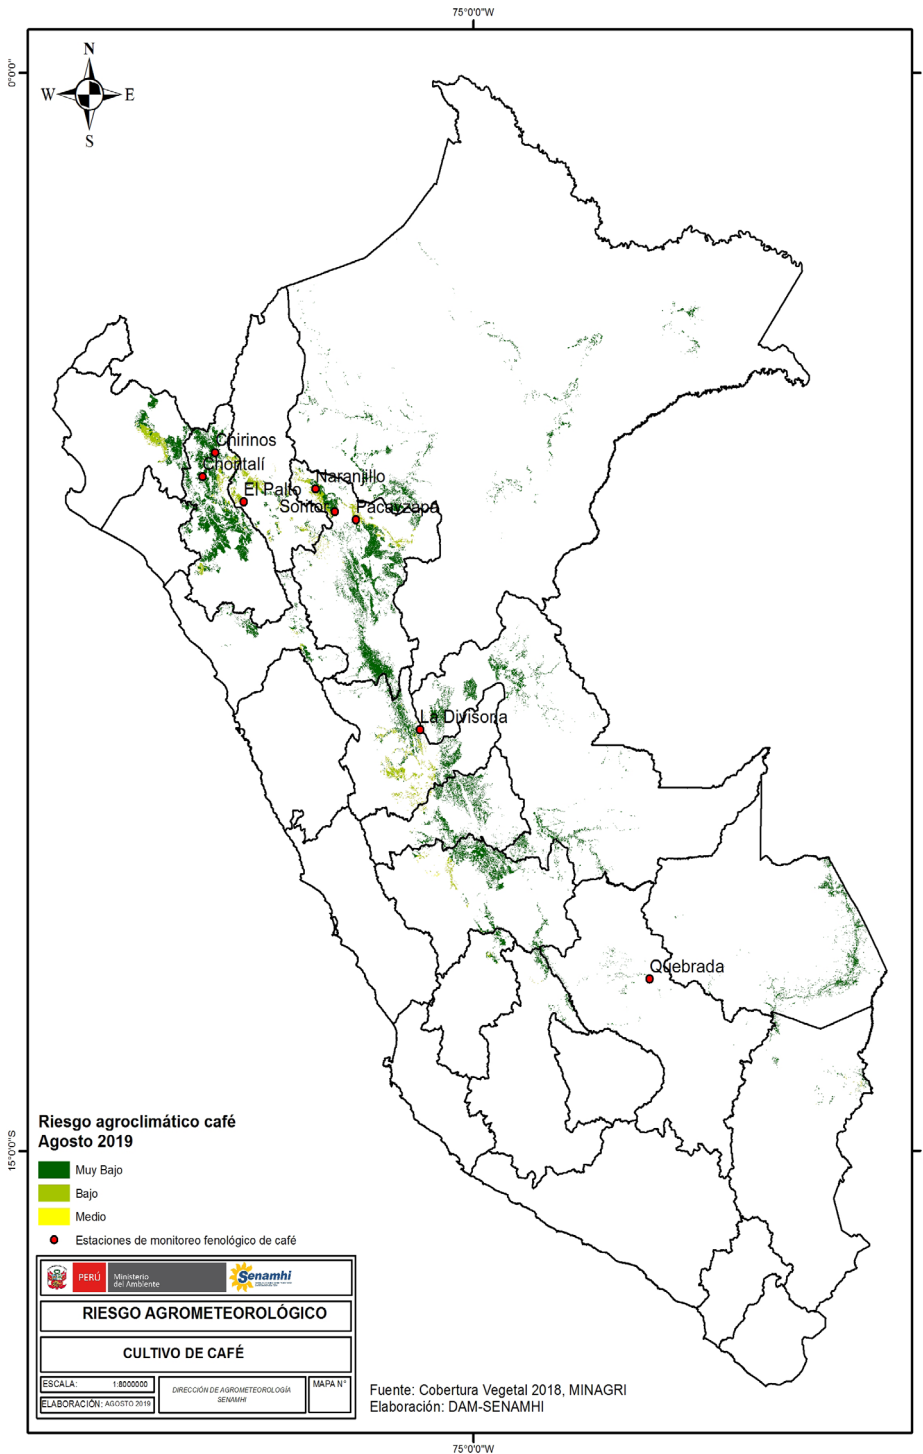 75°0'0"W
0°0'0"
N
W
E
S
Chirinos
Chontalí
El Palto
Naranjillo
Soritor
Pacayzapa
La Divisoria
Quebrada
15°0'0"S
Riesgo agroclimático café
Agosto 2019
Muy Bajo
Bajo
Medio
Estaciones de monitoreo fenológico de café
PERÚ
Ministerio
del Ambiente
Senamhi
RIESGO AGROMETEOROLÓGICO
CULTIVO DE CAFÉ
ESCALA: 1:8000000
ELABORACIÓN: AGOSTO 2019
DIRECCIÓN DE AGROMETEOROLOGÍA
SENAMHI
MAPA N°
Fuente: Cobertura Vegetal 2018, MINAGRI
Elaboración: DAM-SENAMHI
75°0'0"W